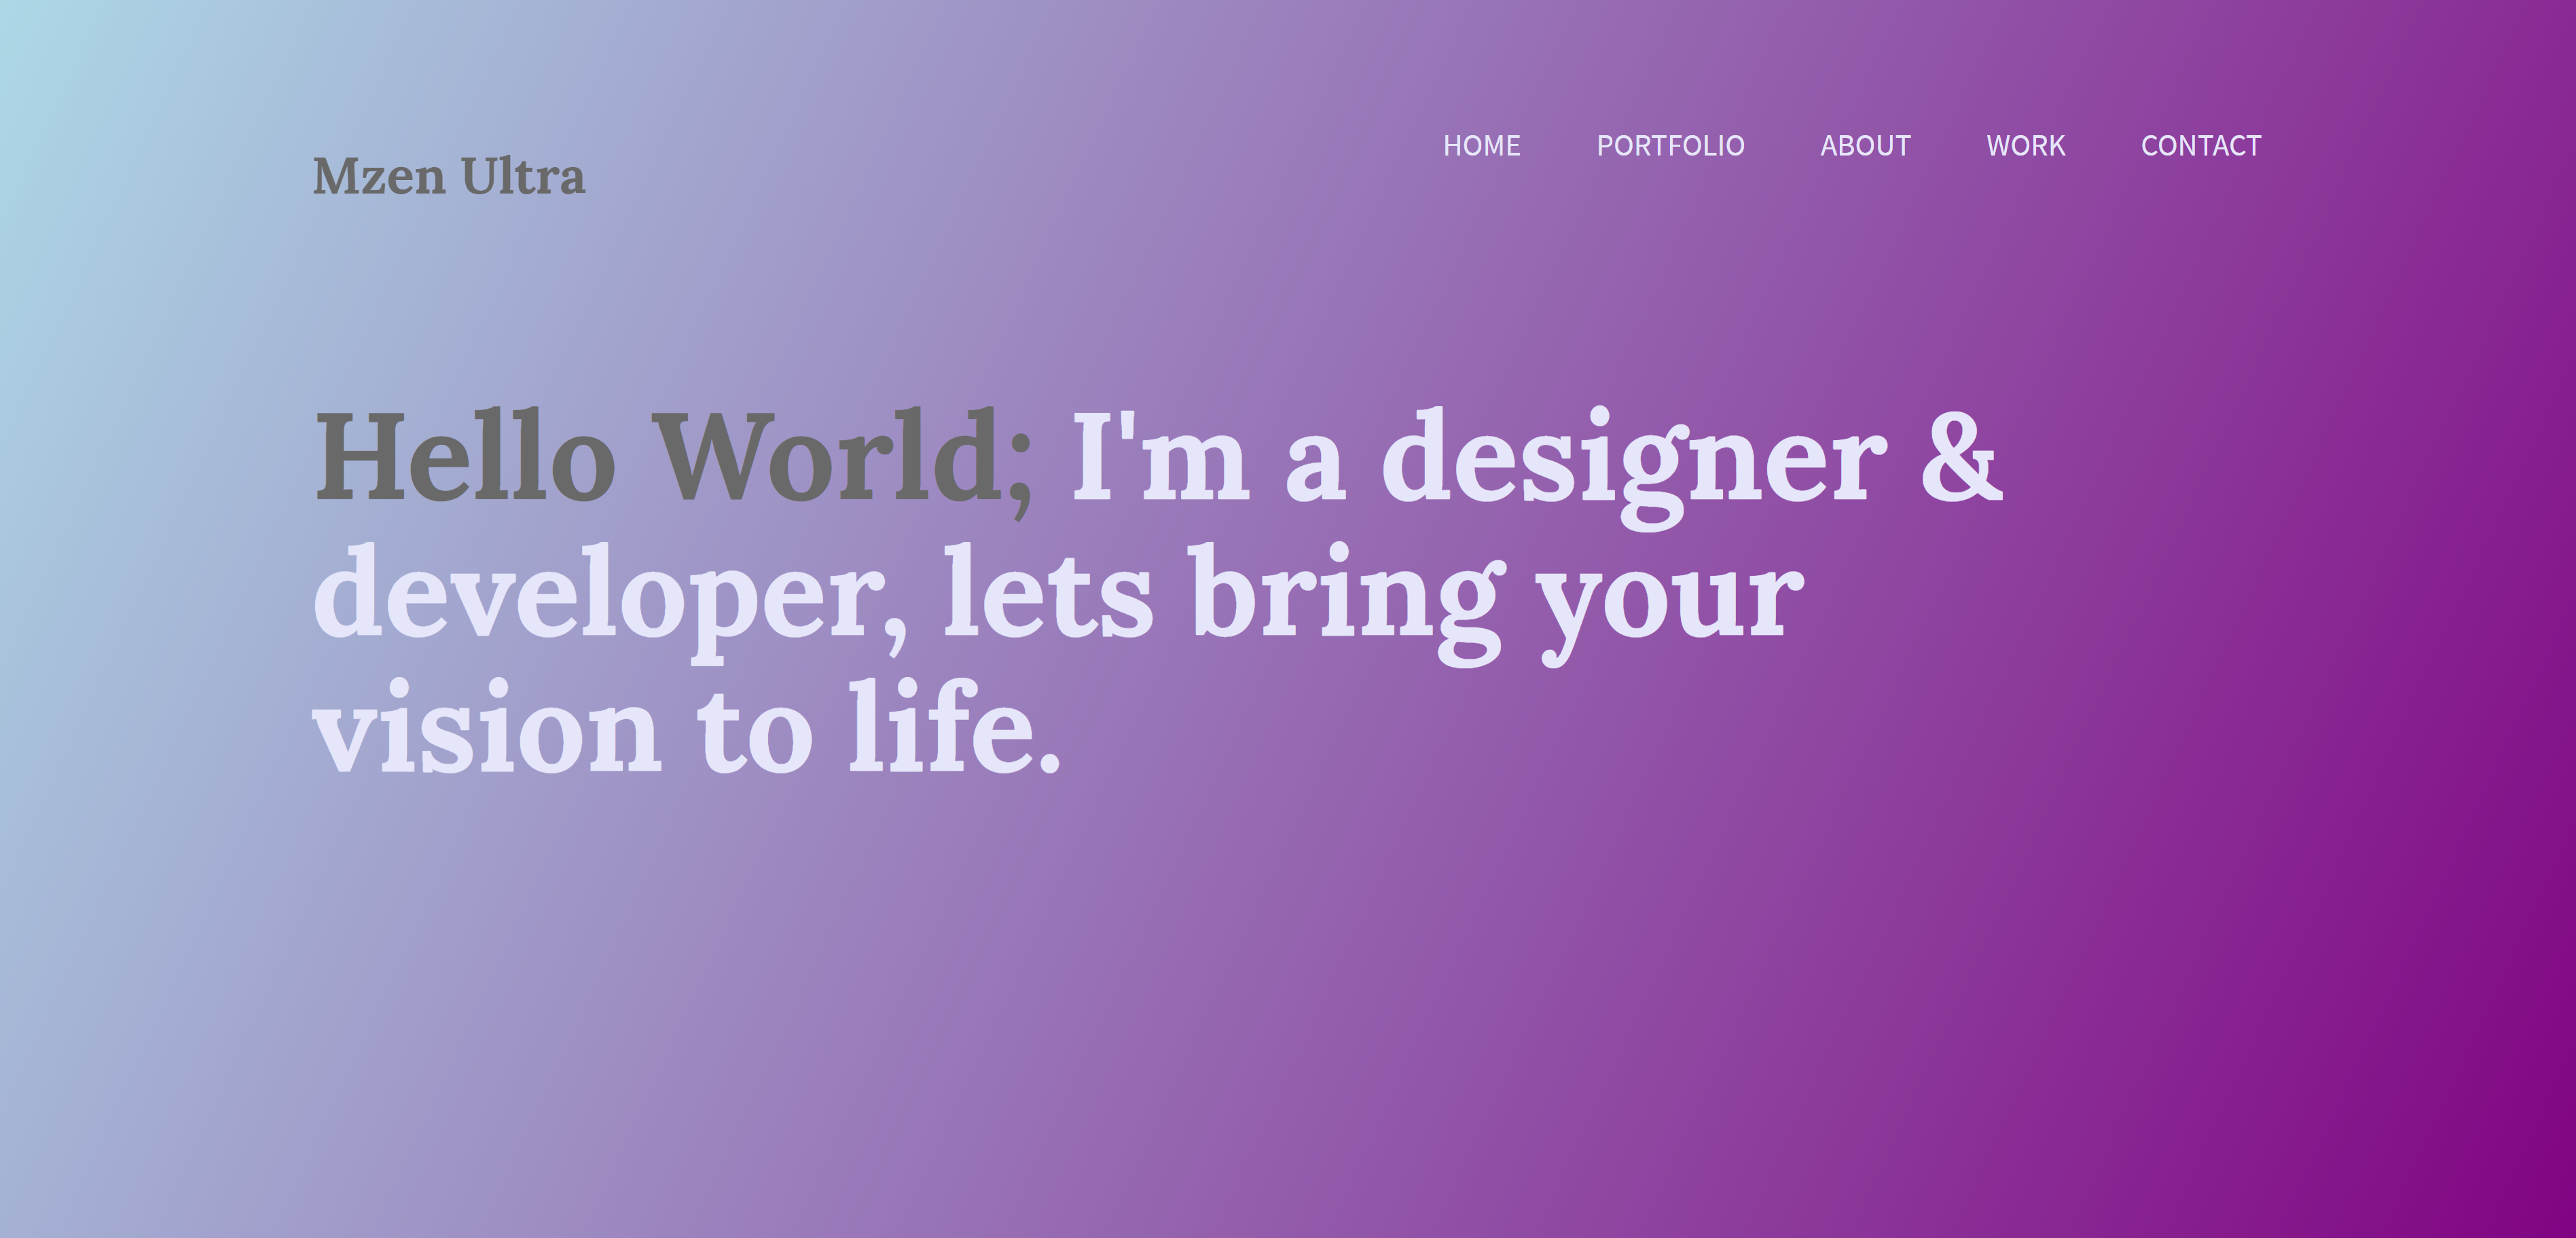 Mzen Ultra
HOME PORTFOLIO ABOUT WORK CONTACT
Hello World; I'm a designer &
developer, lets bring your
vision to life.